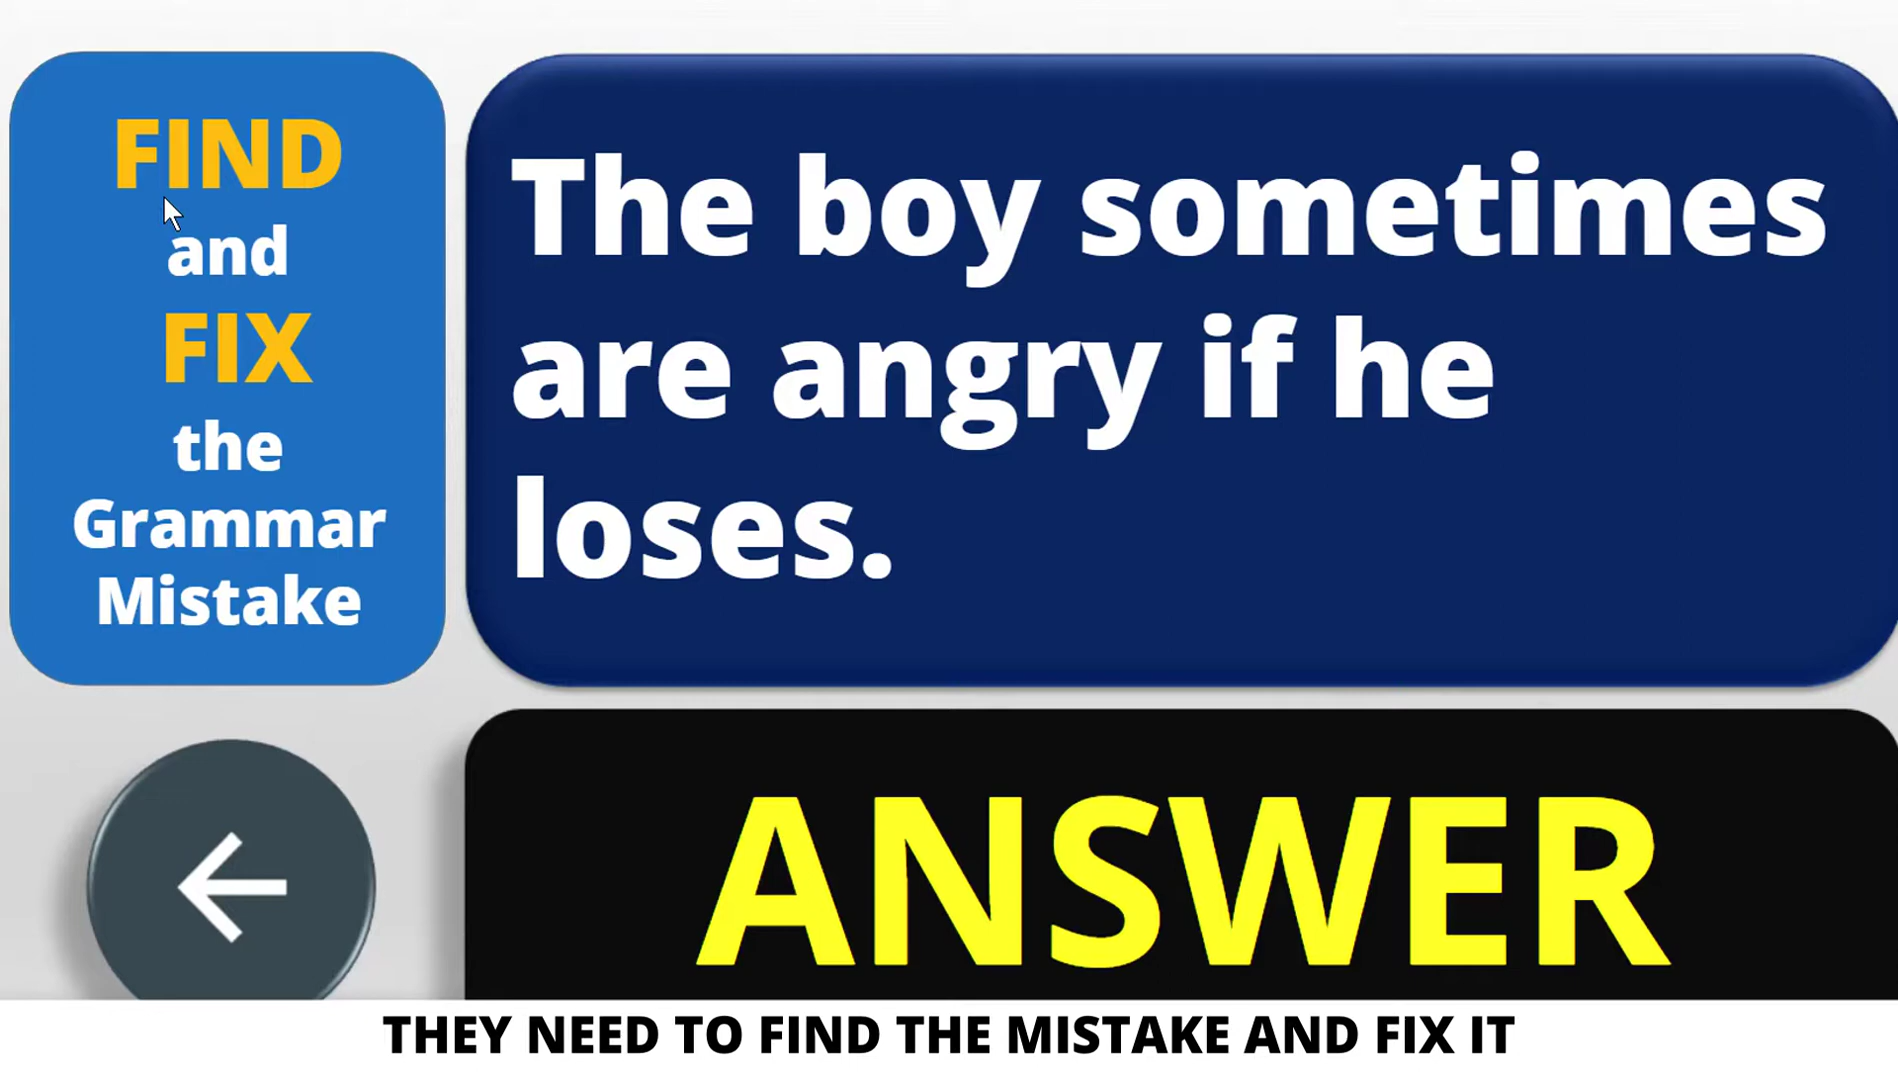 FIND
and
FIX
the
Grammar
Mistake
The boy sometimes
are angry if he
loses.
ANSWER
THEY NEED TO FIND THE MISTAKE AND FIX IT